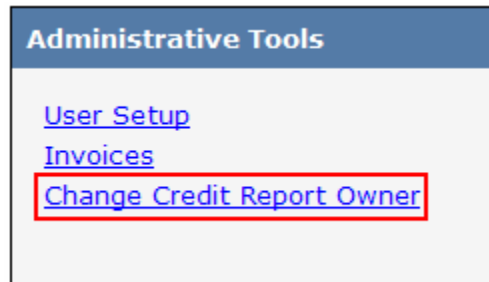 Administrative Tools
User Setup
Invoices
Change Credit Report Owner